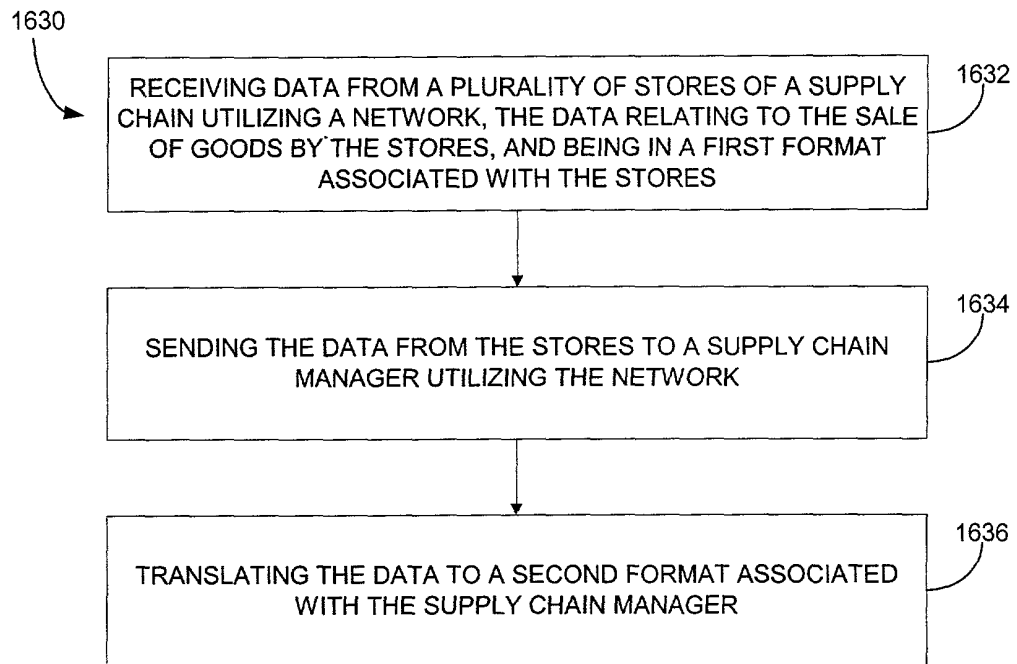 1630
RECEIVING DATA FROM A PLURALITY OF STORES OF A SUPPLY
CHAIN UTILIZING A NETWORK, THE DATA RELATING TO THE SALE
OF GOODS BY THE STORES, AND BEING IN A FIRST FORMAT
ASSOCIATED WITH THE STORES
1632
SENDING THE DATA FROM THE STORES TO A SUPPLY CHAIN
MANAGER UTILIZING THE NETWORK
1634
TRANSLATING THE DATA TO A SECOND FORMAT ASSOCIATED
WITH THE SUPPLY CHAIN MANAGER
1636